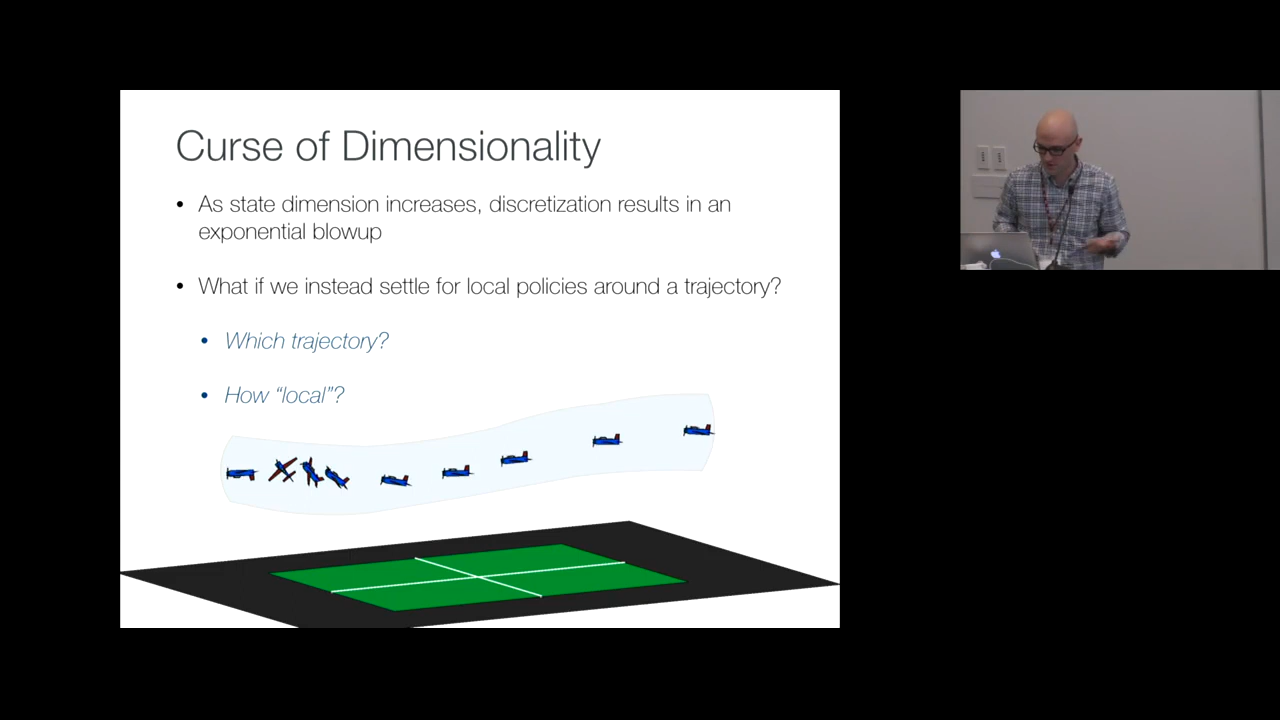 Curse of Dimensionality
• As state dimension increases, discretization results in an
exponential blowup
• What if we instead settle for local policies around a trajectory?
• Which trajectory?
• How “local”?